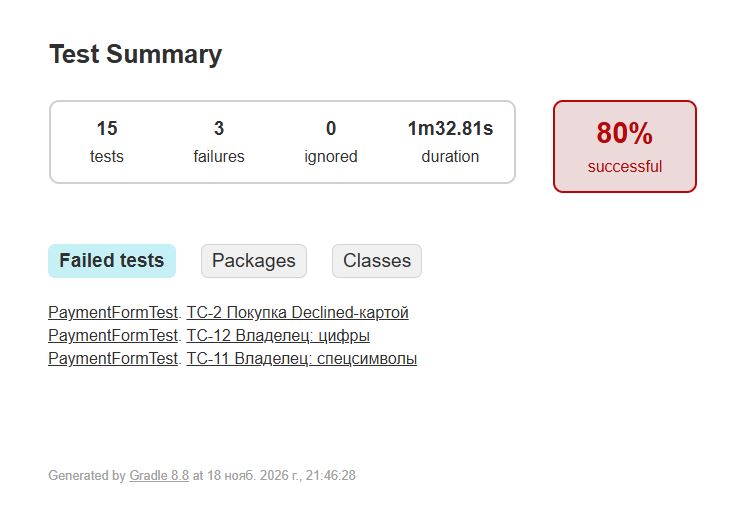 Test Summary
15 3 0 1m32.81s
tests failures ignored duration
80%
successful
Failed tests Packages Classes
PaymentFormTest. TC-2 Покупка Declined-картой
PaymentFormTest. TC-12 Владелец: цифры
PaymentFormTest. TC-11 Владелец: спецсимволы
Generated by Gradle 8.8 at 18 нояб. 2026 г., 21:46:28